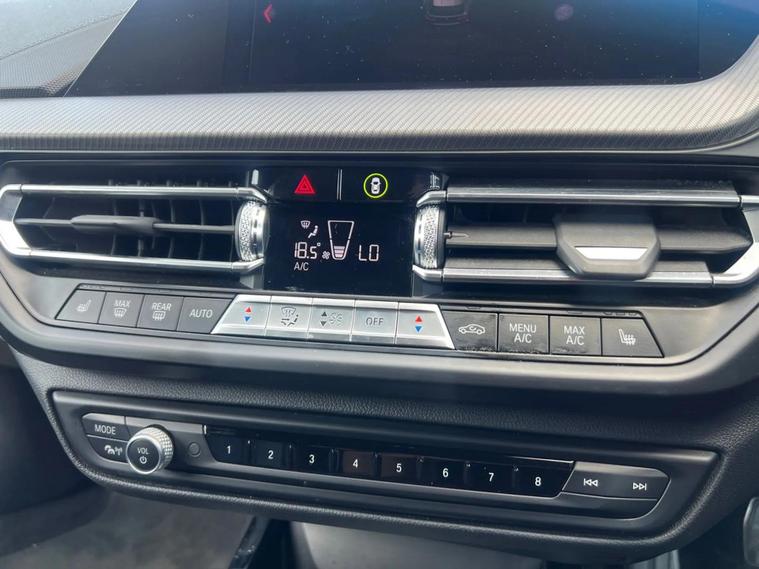 18.5° LO
A/C
MAX REAR AUTO OFF MENU A/C MAX A/C
MODE
VOL
1 2 3 4 5 6 7 8